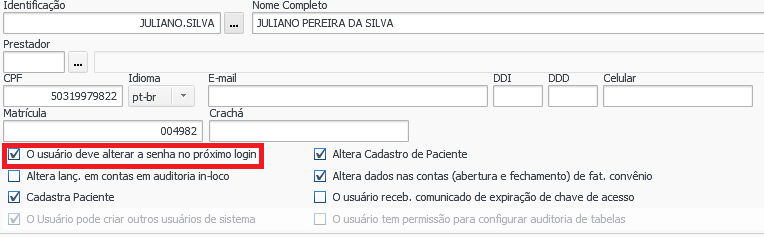 Identificação Nome Completo
JULIANO.SILVA ... JULIANO PEREIRA DA SILVA
Prestador
...
CPF Idioma E-mail DDI DDD Celular
50319979822 pt-br
Matrícula Crachá
004982
O usuário deve alterar a senha no próximo login Altera Cadastro de Paciente
Altera lanç. em contas em auditoria in-loco Altera dados nas contas (abertura e fechamento) de fat. convênio
Cadastra Paciente O usuário receb. comunicado de expiração de chave de acesso
O Usuário pode criar outros usuários de sistema O usuário tem permissão para configurar auditoria de tabelas